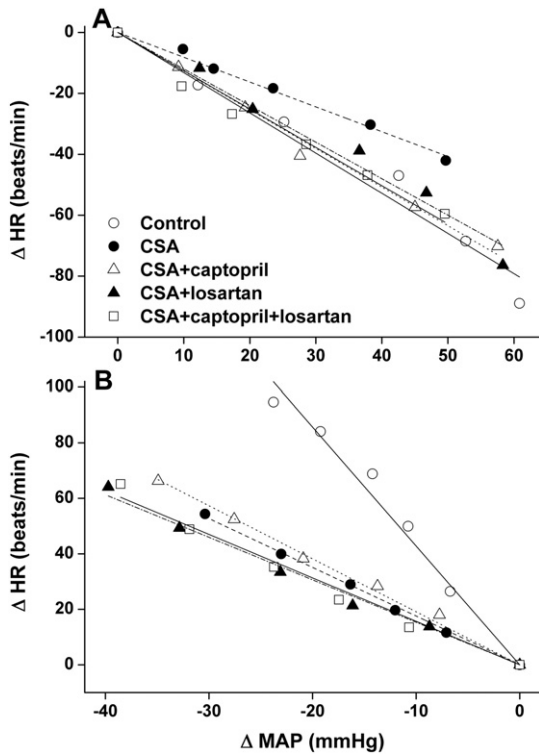 A
0
-20
-40
-60
-80
-100
Δ HR (beats/min)
Control
CSA
CSA+captopril
CSA+losartan
CSA+captopril+losartan
0 10 20 30 40 50 60
B
100
80
60
40
20
0
Δ HR (beats/min)
-40 -30 -20 -10 0
Δ MAP (mmHg)